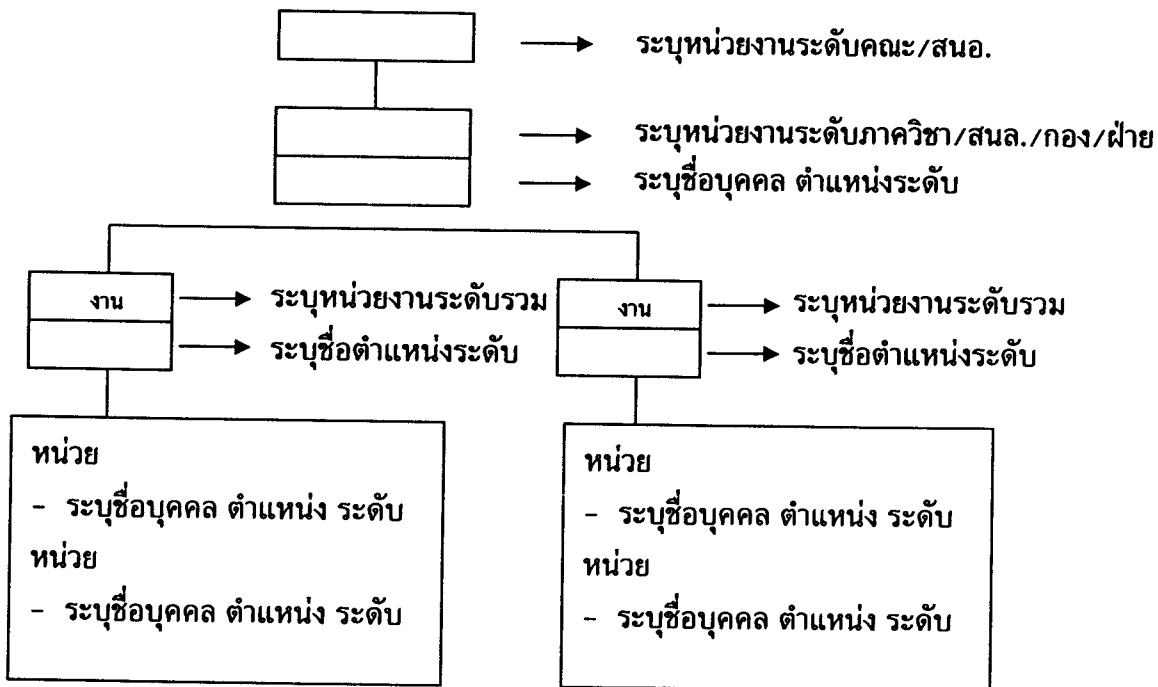 ระบุหน่วยงานระดับคณะ/สนอ.
ระบุหน่วยงานระดับภาควิชา/สนล./กอง/ฝ่าย
ระบุชื่อบุคคล ตำแหน่งระดับ
งาน
ระบุหน่วยงานระดับรวม
ระบุชื่อตำแหน่งระดับ
งาน
ระบุหน่วยงานระดับรวม
ระบุชื่อตำแหน่งระดับ
หน่วย
- ระบุชื่อบุคคล ตำแหน่ง ระดับ
หน่วย
- ระบุชื่อบุคคล ตำแหน่ง ระดับ
หน่วย
- ระบุชื่อบุคคล ตำแหน่ง ระดับ
หน่วย
- ระบุชื่อบุคคล ตำแหน่ง ระดับ